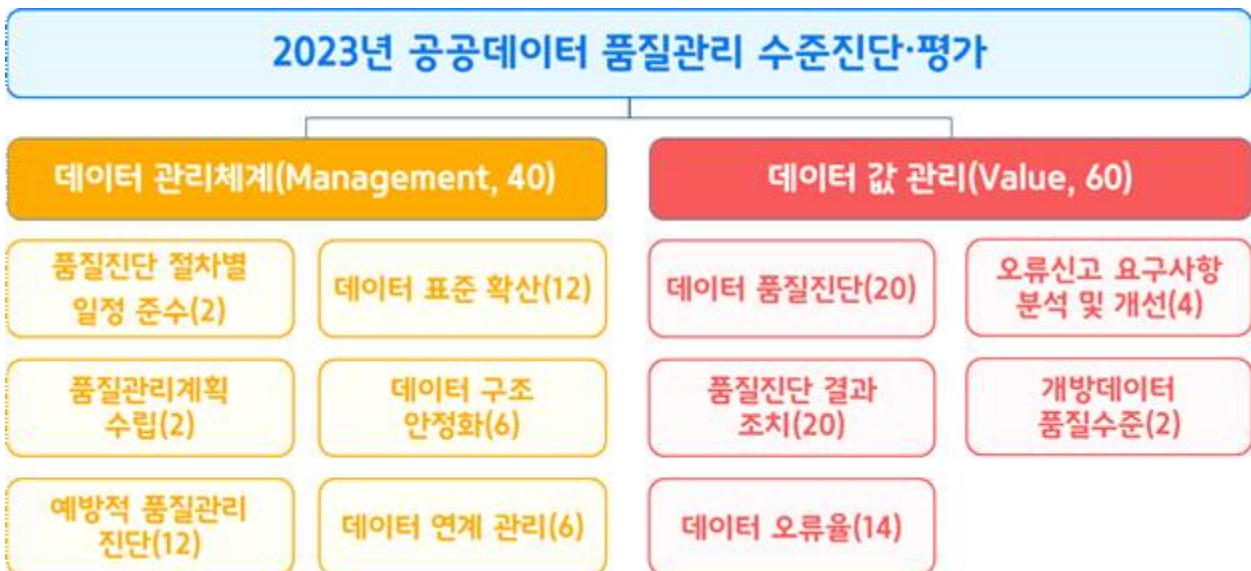 2023년 공공데이터 품질관리 수준진단·평가
데이터 관리체계(Management, 40)
품질진단 절차별
일정 준수(2)
데이터 표준 확산(12)
품질관리계획
수립(2)
데이터 구조
안정화(6)
예방적 품질관리
진단(12)
데이터 연계 관리(6)
데이터 값 관리(Value, 60)
데이터 품질진단(20)
오류신고 요구사항
분석 및 개선(4)
품질진단 결과
조치(20)
개방데이터
품질수준(2)
데이터 오류율(14)